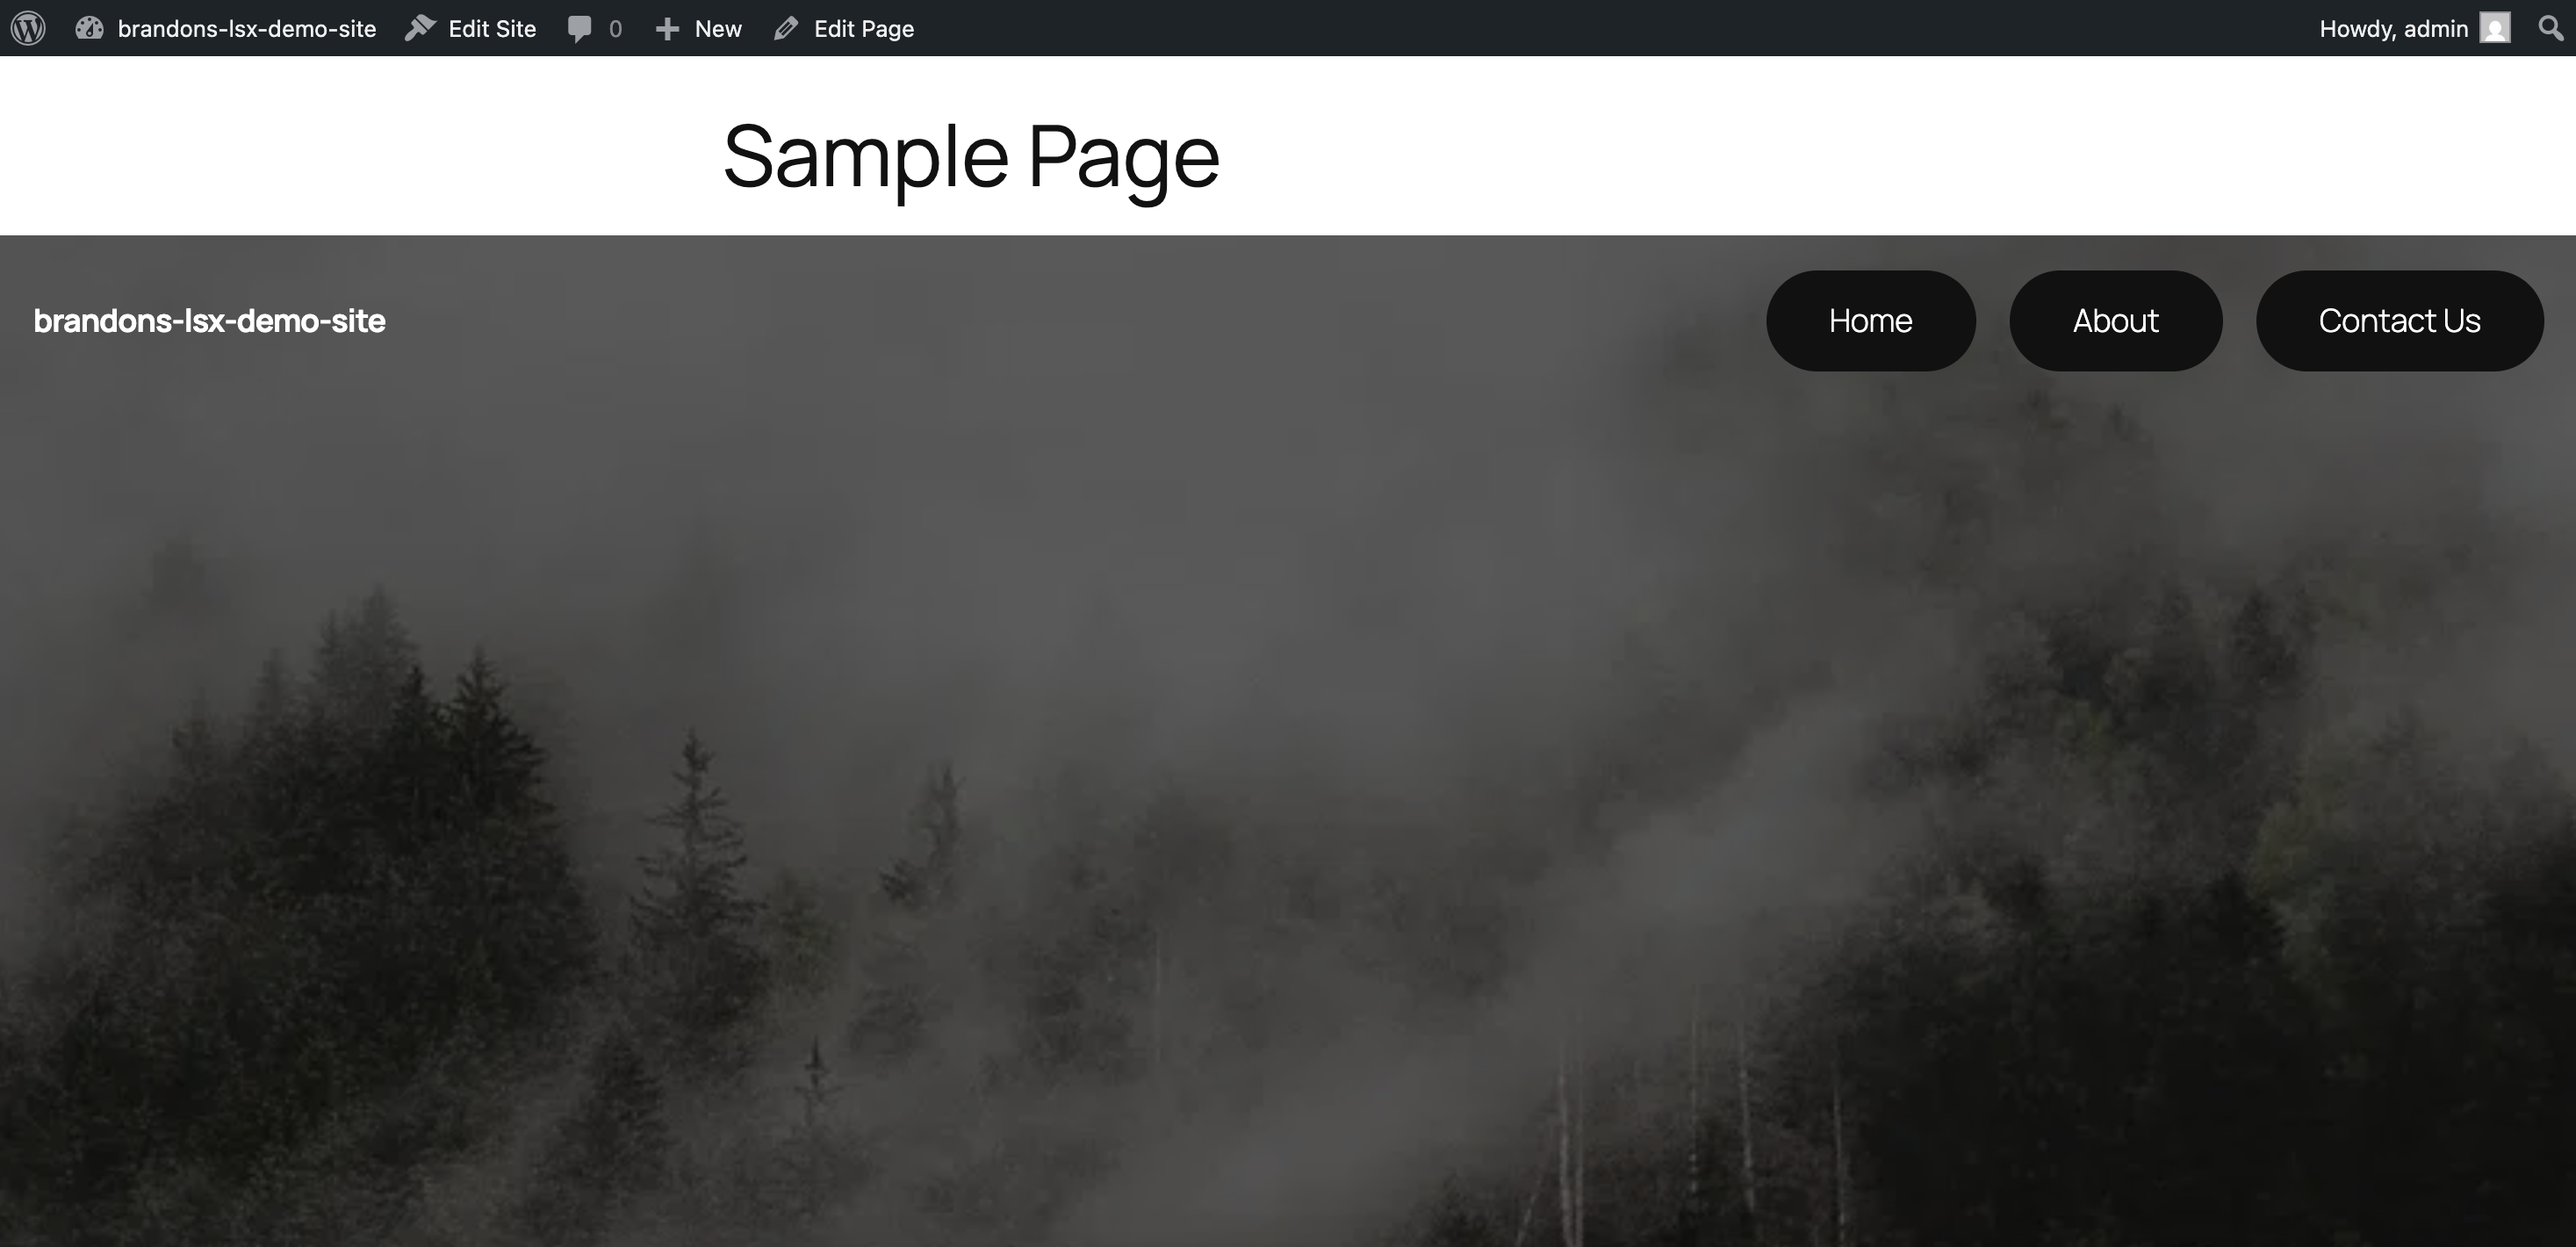 brandons-lsx-demo-site Edit Site 0 New Edit Page Howdy, admin
Sample Page
brandons-lsx-demo-site Home About Contact Us